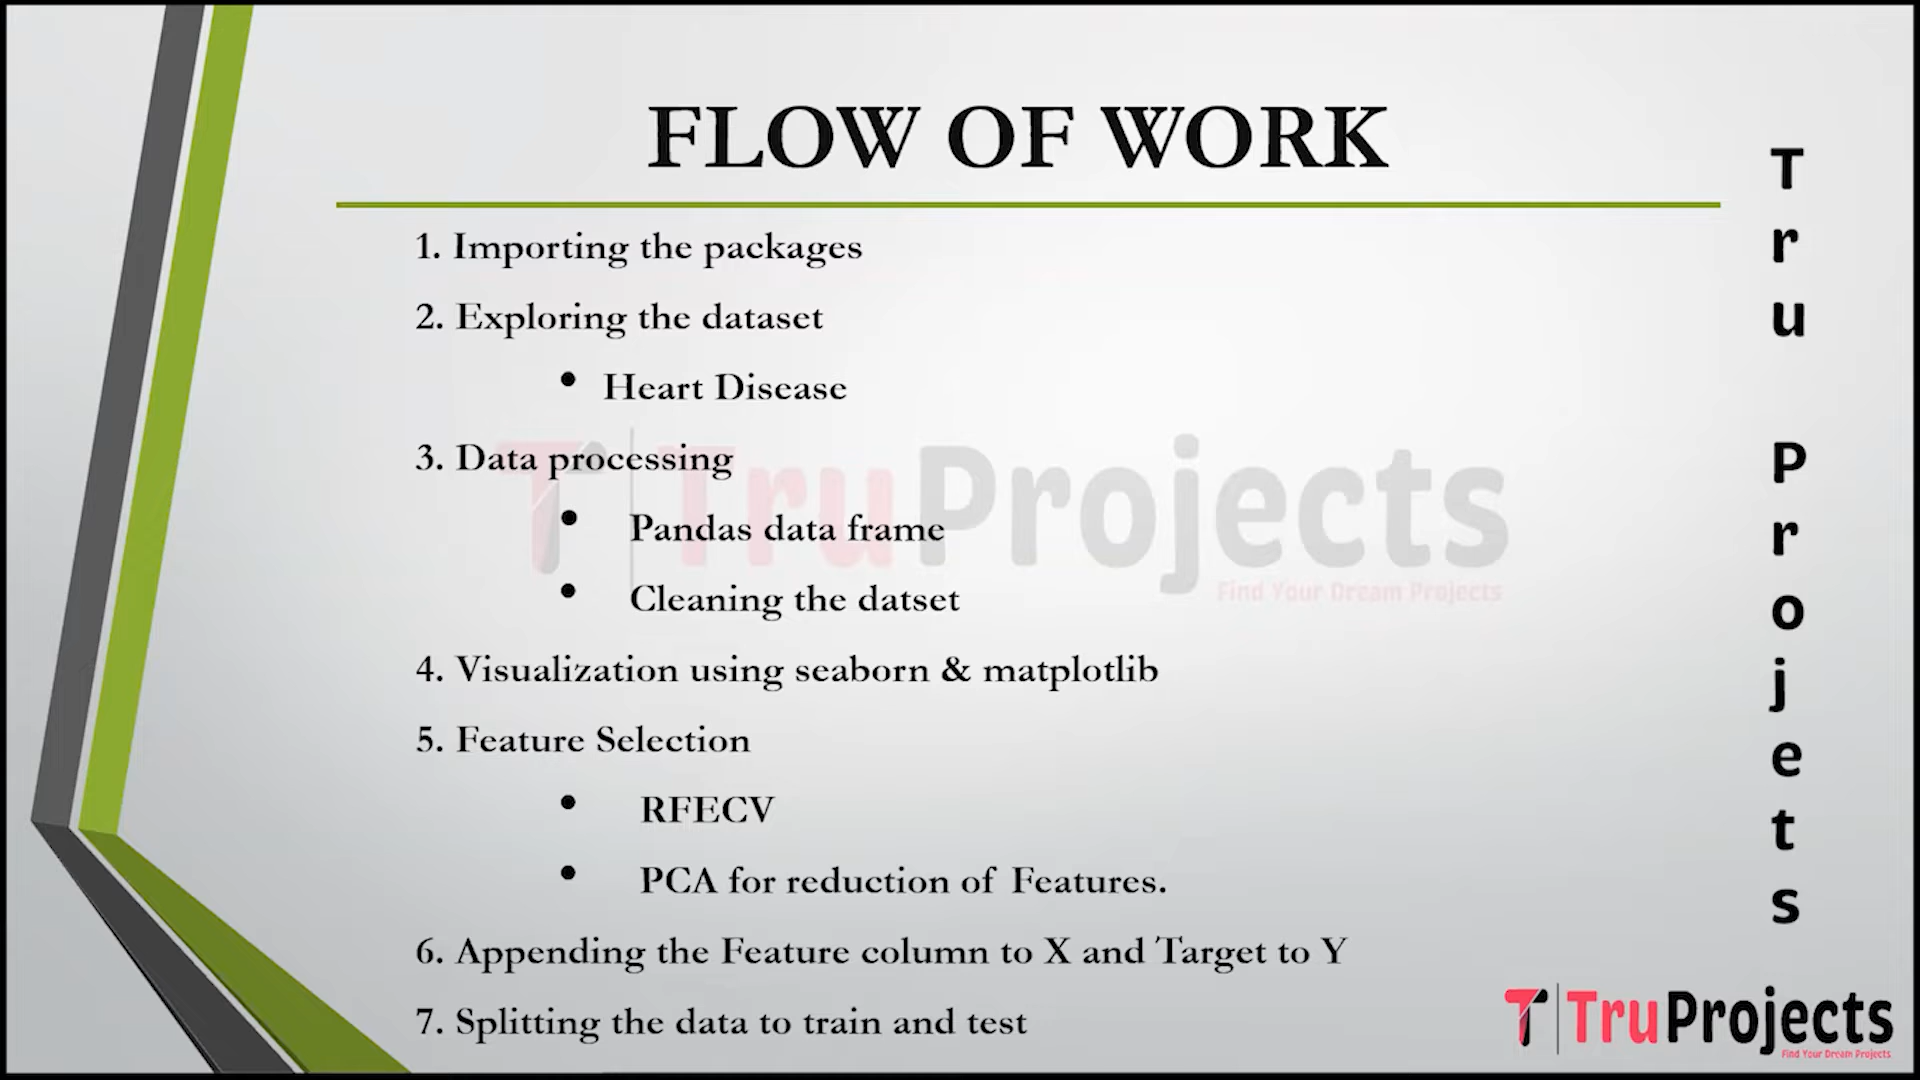 FLOW OF WORK
1. Importing the packages
2. Exploring the dataset
• Heart Disease
3. Data processing
• Pandas data frame
• Cleaning the datset
4. Visualization using seaborn & matplotlib
5. Feature Selection
• RFECV
• PCA for reduction of Features.
6. Appending the Feature column to X and Target to Y
7. Splitting the data to train and test
Tru Projets
TruProjects
Find Your Dream Projects
TruProjects
Find Your Dream Projects